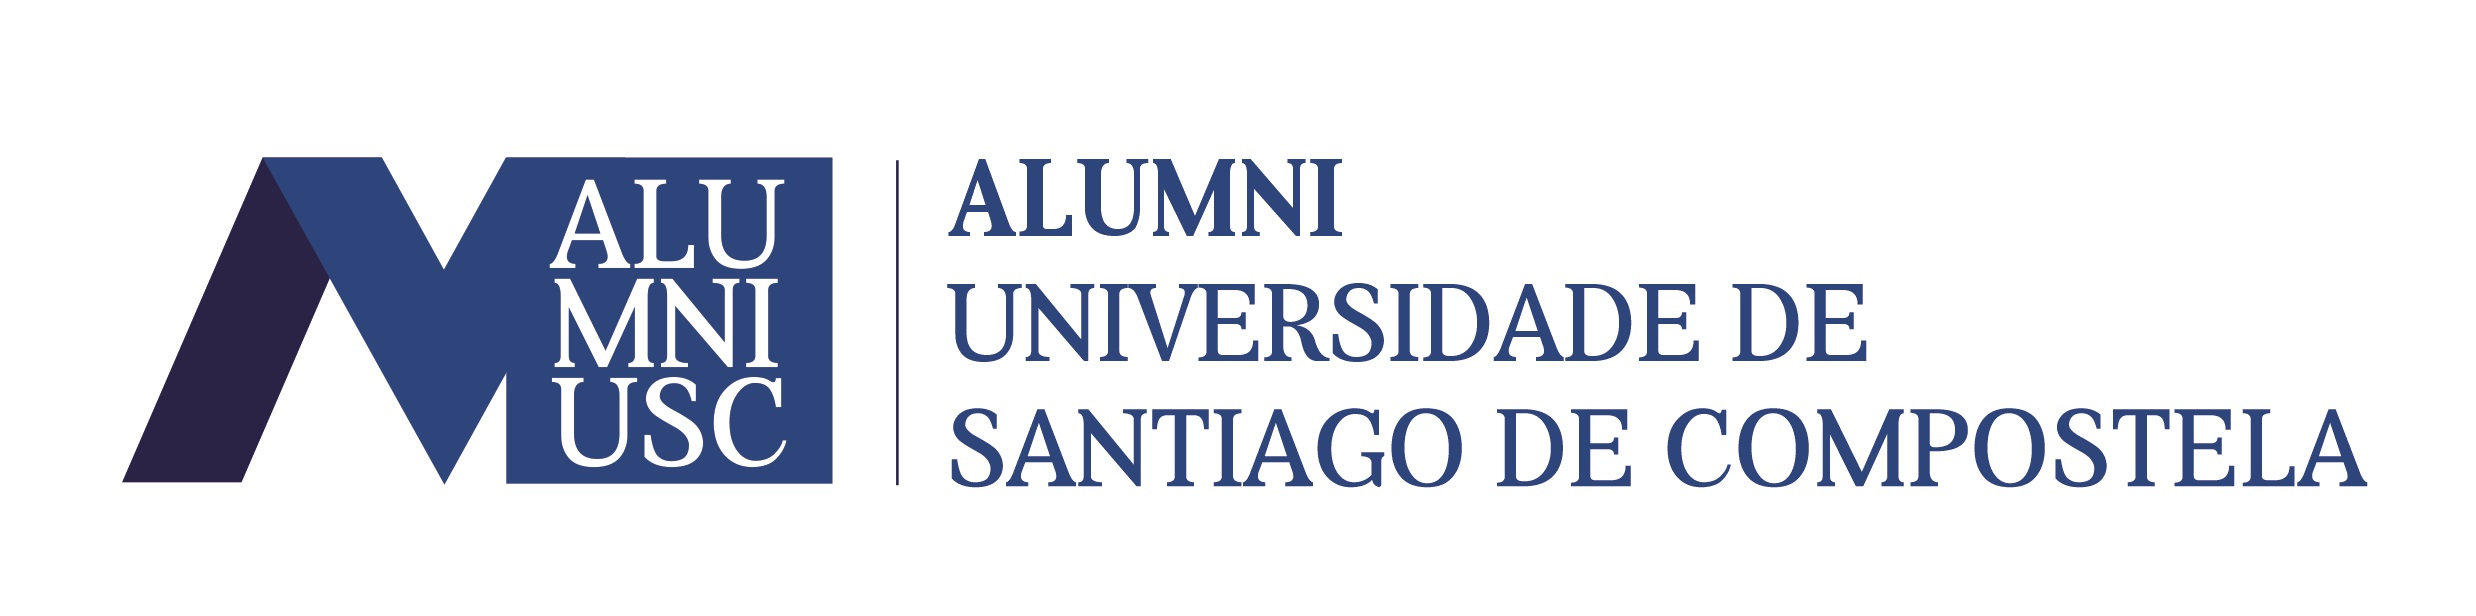 ALU
MNI
USC
ALUMNI
UNIVERSIDADE DE
SANTIAGO DE COMPOSTELA